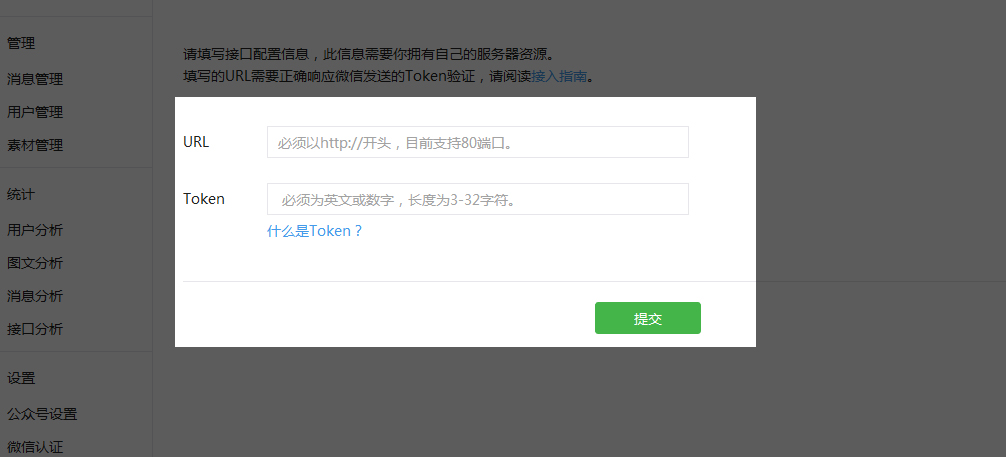 管理
消息管理
用户管理
素材管理
统计
用户分析
图文分析
消息分析
接口分析
设置
公众号设置
微信认证
请填写接口配置信息，此信息需要你拥有自己的服务器资源。
填写的URL需要正确响应微信发送的Token验证，请阅读接入指南。
URL
必须以http://开头，目前支持80端口。
Token
必须为英文或数字，长度为3-32字符。
什么是Token？
提交